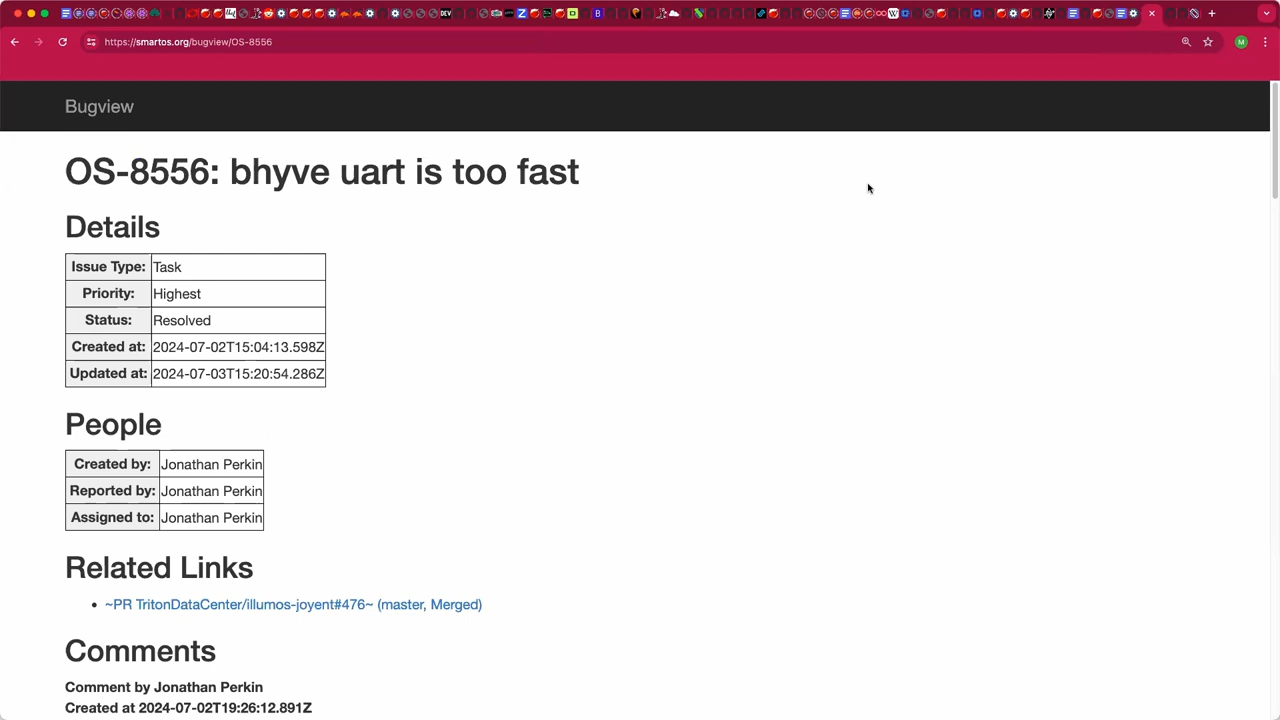 https://smartos.org/bugview/OS-8556
M
Bugview
OS-8556: bhyve uart is too fast
Details
Issue Type: Task
Priority: Highest
Status: Resolved
Created at: 2024-07-02T15:04:13.598Z
Updated at: 2024-07-03T15:20:54.286Z
People
Created by: Jonathan Perkin
Reported by: Jonathan Perkin
Assigned to: Jonathan Perkin
Related Links
• ~PR TritonDataCenter/illumos-joyent#476~ (master, Merged)
Comments
Comment by Jonathan Perkin
Created at 2024-07-02T19:26:12.891Z